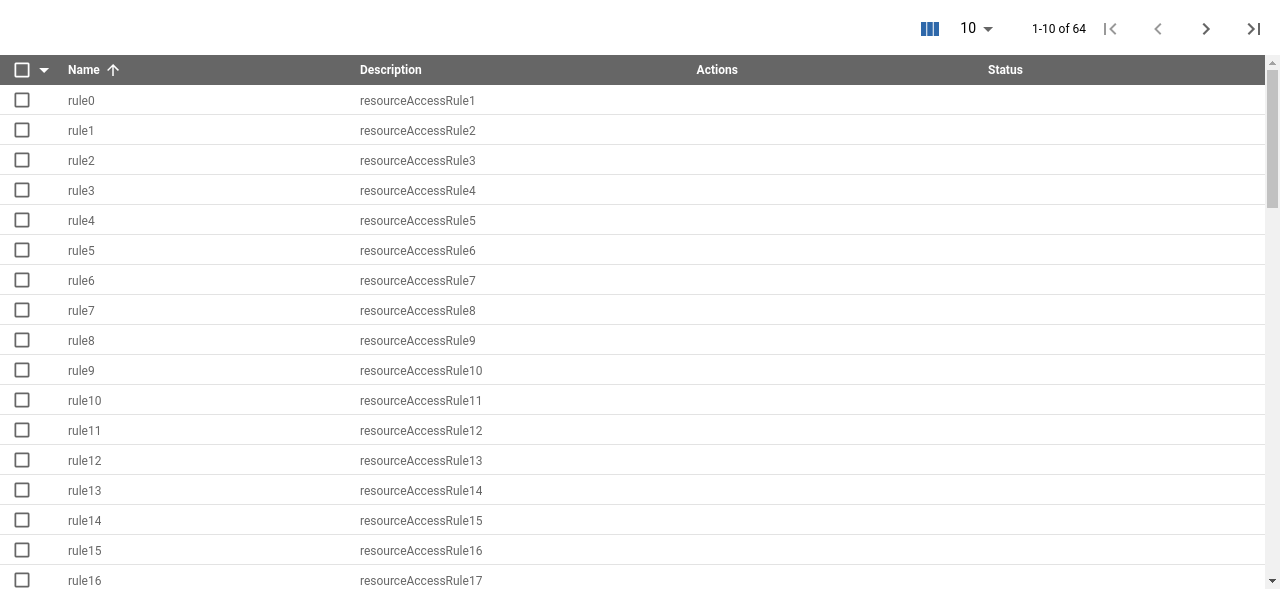 10 1-10 of 64
Name Description Actions Status
rule0 resourceAccessRule1
rule1 resourceAccessRule2
rule2 resourceAccessRule3
rule3 resourceAccessRule4
rule4 resourceAccessRule5
rule5 resourceAccessRule6
rule6 resourceAccessRule7
rule7 resourceAccessRule8
rule8 resourceAccessRule9
rule9 resourceAccessRule10
rule10 resourceAccessRule11
rule11 resourceAccessRule12
rule12 resourceAccessRule13
rule13 resourceAccessRule14
rule14 resourceAccessRule15
rule15 resourceAccessRule16
rule16 resourceAccessRule17